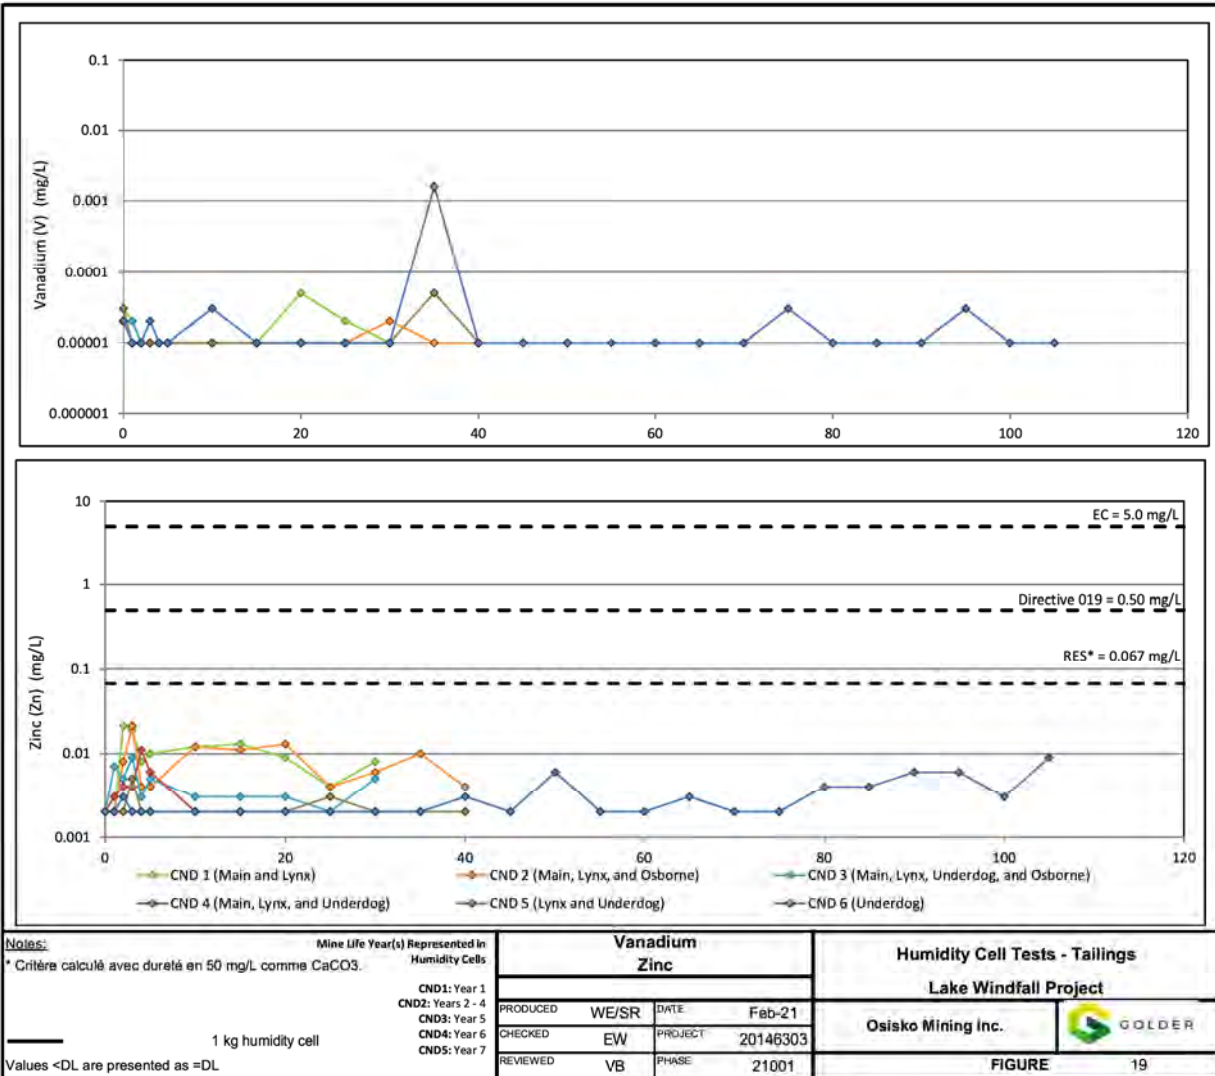 0.1
0.01
0.001
0.0001
0.00001
0.000001
Vanadium (V) (mg/L)
0 20 40 60 80 100 120
10
1
0.1
0.01
0.001
Zinc (Zn) (mg/L)
EC = 5.0 mg/L
Directive 019 = 0.50 mg/L
RES* = 0.067 mg/L
0 20 40 60 80 100 120
CND 1 (Main and Lynx) CND 2 (Main, Lynx, and Osborne) CND 3 (Main, Lynx, Underdog, and Osborne)
CND 4 (Main, Lynx, and Underdog) CND 5 (Lynx and Underdog) CND 6 (Underdog)
Notes:
* Critère calculé avec dureté en 50 mg/L comme CaCO3.
Mine Life Year(s) Represented in
Humidity Cells
CND1: Year 1
CND2: Years 2 - 4
CND3: Year 5
CND4: Year 6
CND5: Year 7
1 kg humidity cell
Values <DL are presented as =DL
Vanadium
Zinc
PRODUCED WE/SR DATE Feb-21
CHECKED EW PROJECT 20146303
REVIEWED VB PHASE 21001
Humidity Cell Tests - Tailings
Lake Windfall Project
Osisko Mining Inc.
GOLDER
FIGURE 19